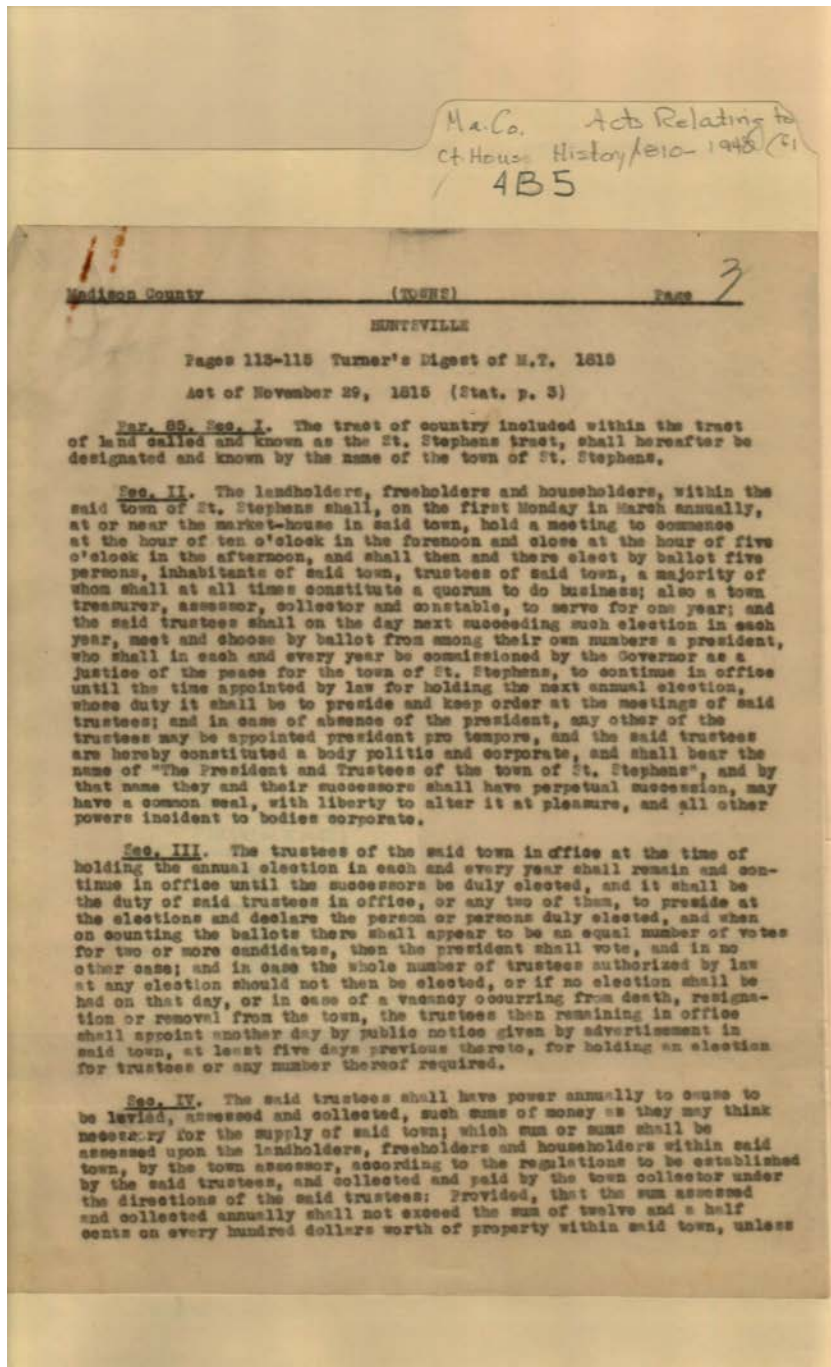 Ma. Co. Acts Relating to
Ct. House History 1810- 1948
4B5
3
Madison County (TOWNS) Page
HUNTSVILLE
Pages 113-115 Turner's Digest of M.T. 1815
Act of November 29, 1815 (Stat. p. 3)
Par. 85. Sec. I. The tract of country included within the tract
of land called and known as the St. Stephens tract, shall hereafter be
designated and known by the name of the town of St. Stephens.
Sec. II. The landholders, freeholders and householders, within the
said town of St. Stephens shall, on the first Monday in March annually,
at or near the market-house in said town, hold a meeting to commence
at the hour of ten o'clock in the forenoon and close at the hour of five
o'clock in the afternoon, and shall then and there elect by ballot five
persons, inhabitants of said town, trustees of said town, a majority of
whom shall at all times constitute a quorum to do business; also a town
treasurer, assessor, collector and constable, to serve for one year; and
the said trustees shall on the day next succeeding such election in each
year, meet and choose by ballot from among their own numbers a president,
who shall in each and every year be commissioned by the Governor as a
justice of the peace for the town of St. Stephens, to continue in office
until the time appointed by law for holding the next annual election,
whose duty it shall be to preside and keep order at the meetings of said
trustees; and in case of absence of the president, any other of the
trustees may be appointed president pro tempore, and the said trustees
are hereby constituted a body politic and corporate, and shall bear the
name of "The President and Trustees of the town of St. Stephens", and by
that name they and their successors shall have perpetual succession, may
have a common seal, with liberty to alter it at pleasure, and all other
powers incident to bodies corporate.
Sec. III. The trustees of the said town in office at the time of
holding the annual election in each and every year shall remain and con-
tinue in office until the successors be duly elected, and it shall be
the duty of said trustees in office, or any two of them, to preside at
the elections and declare the person or persons duly elected, and when
on counting the ballots there shall appear to be an equal number of votes
for two or more candidates, then the president shall vote, and in no
other case; and in case the whole number of trustees authorized by law
at any election should not then be elected, or if no election shall be
had on that day, or in case of a vacancy occurring from death, resigna-
tion or removal from the town, the trustees then remaining in office
shall appoint another day by public notice given by advertisement in
said town, at least five days previous thereto, for holding an election
for trustees or any number thereof required.
Sec. IV. The said trustees shall have power annually to cause to
be levied, assessed and collected, such sums of money as they may think
necessary for the supply of said town; which sum or sums shall be
assessed upon the landholders, freeholders and householders within said
town, by the town assessor, according to the regulations to be established
by the said trustees, and collected and paid by the town collector under
the directions of the said trustees: Provided, that the sum assessed
and collected annually shall not exceed the sum of twelve and a half
cents on every hundred dollars worth of property within said town, unless